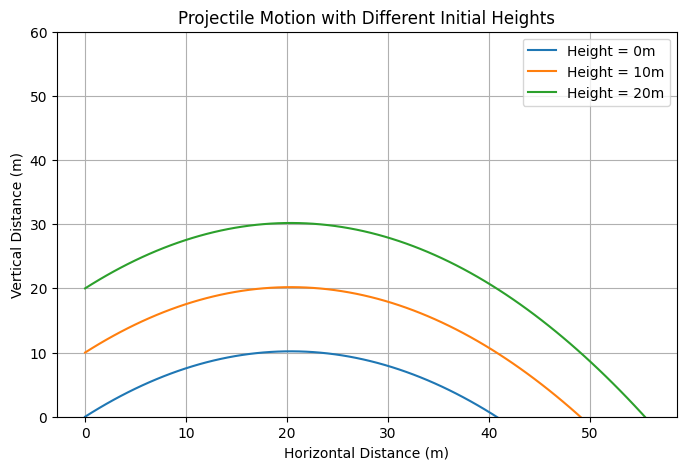 Projectile Motion with Different Initial Heights
Height = 0m
Height = 10m
Height = 20m
60
50
40
30
20
10
0
Vertical Distance (m)
0 10 20 30 40 50
Horizontal Distance (m)